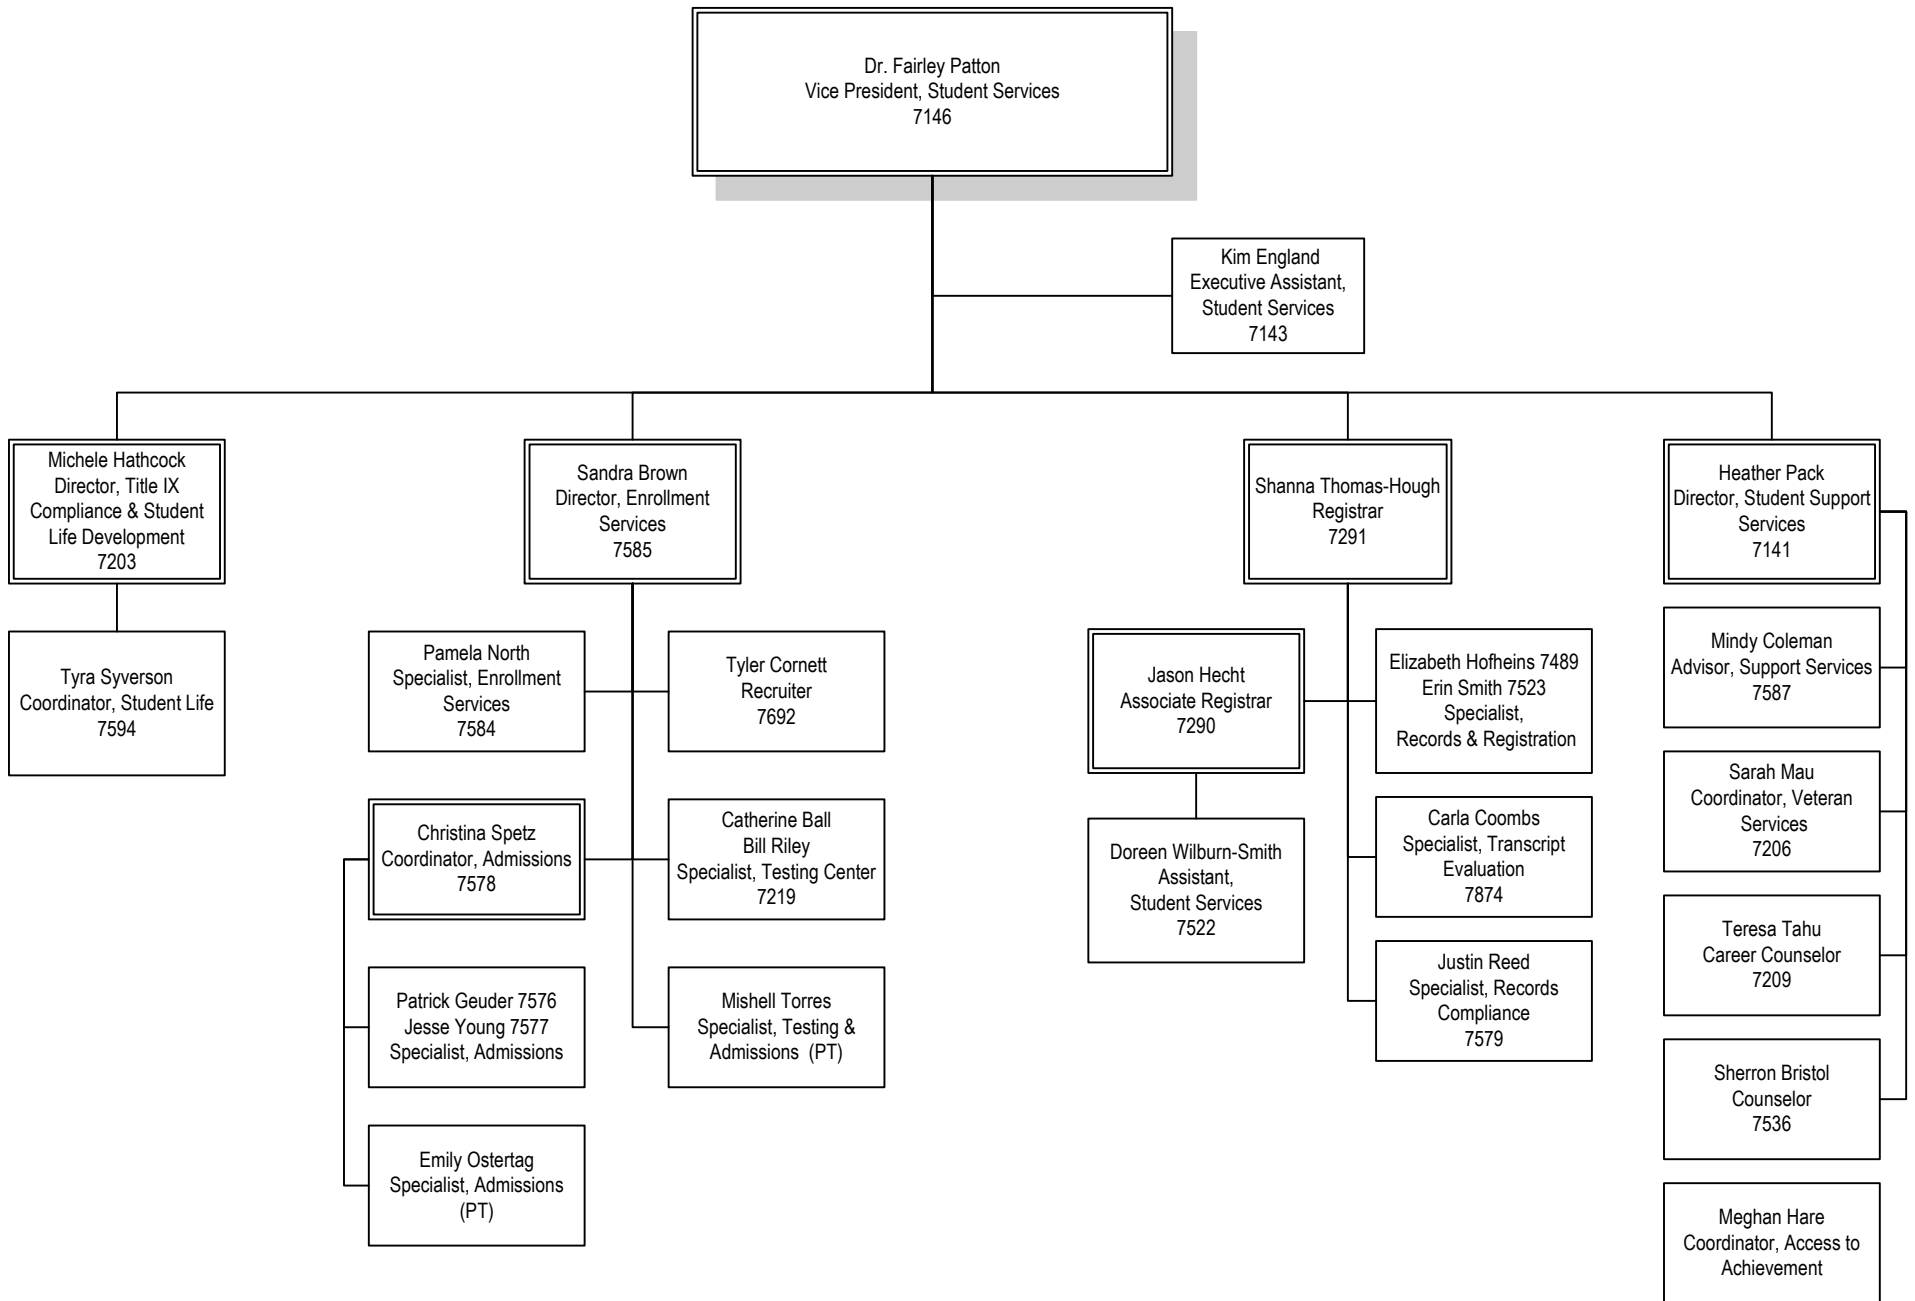 Dr. Fairley Patton
Vice President, Student Services
7146
Kim England
Executive Assistant,
Student Services
7143
Michele Hathcock
Director, Title IX
Compliance & Student
Life Development
7203
Tyra Syverson
Coordinator, Student Life
7594
Sandra Brown
Director, Enrollment
Services
7585
Pamela North
Specialist, Enrollment
Services
7584
Tyler Cornett
Recruiter
7692
Christina Spetz
Coordinator, Admissions
7578
Catherine Ball
Bill Riley
Specialist, Testing Center
7219
Patrick Geuder 7576
Jesse Young 7577
Specialist, Admissions
Mishell Torres
Specialist, Testing &
Admissions (PT)
Emily Ostertag
Specialist, Admissions
(PT)
Shanna Thomas-Hough
Registrar
7291
Jason Hecht
Associate Registrar
7290
Elizabeth Hofheins 7489
Erin Smith 7523
Specialist,
Records & Registration
Doreen Wilburn-Smith
Assistant,
Student Services
7522
Carla Coombs
Specialist, Transcript
Evaluation
7874
Justin Reed
Specialist, Records
Compliance
7579
Heather Pack
Director, Student Support
Services
7141
Mindy Coleman
Advisor, Support Services
7587
Sarah Mau
Coordinator, Veteran
Services
7206
Teresa Tahu
Career Counselor
7209
Sherron Bristol
Counselor
7536
Meghan Hare
Coordinator, Access to
Achievement